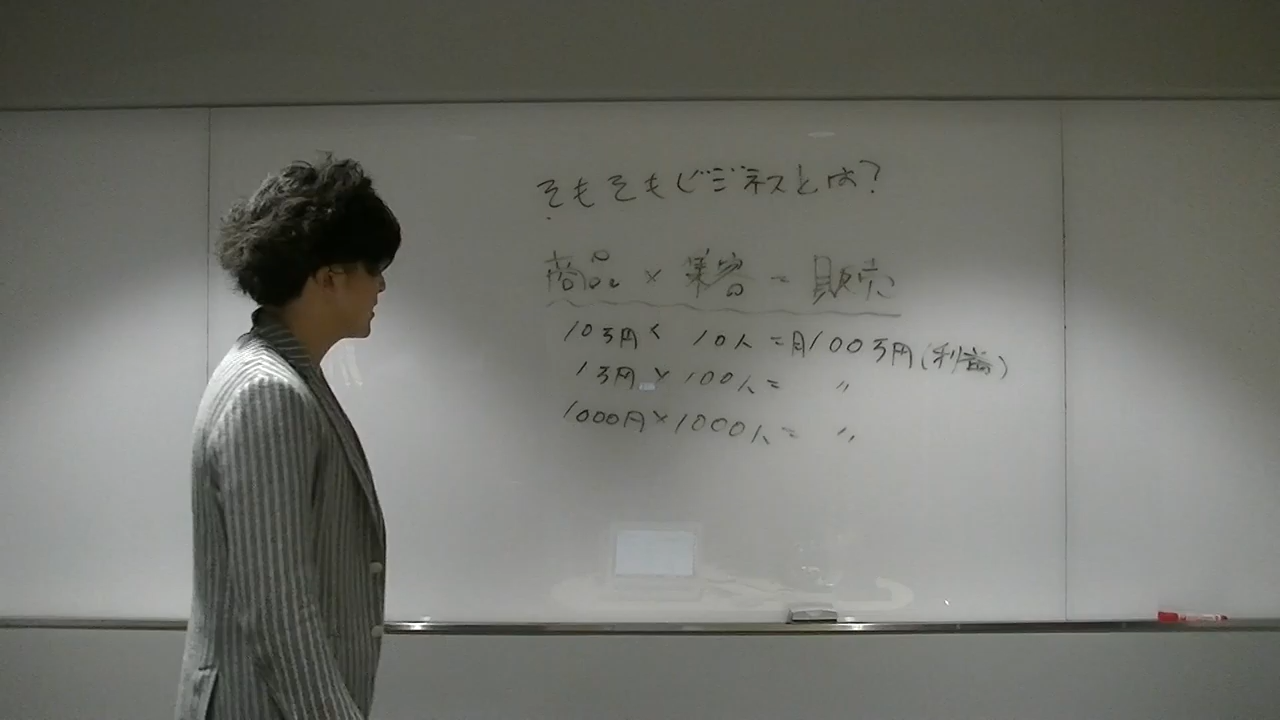 そもそもビジネスとは?
商品 × 集客 = 販売
10万円 × 10人 = 月100万円(利益)
1万円 × 100人 = 〃
1000円×1000人 = 〃